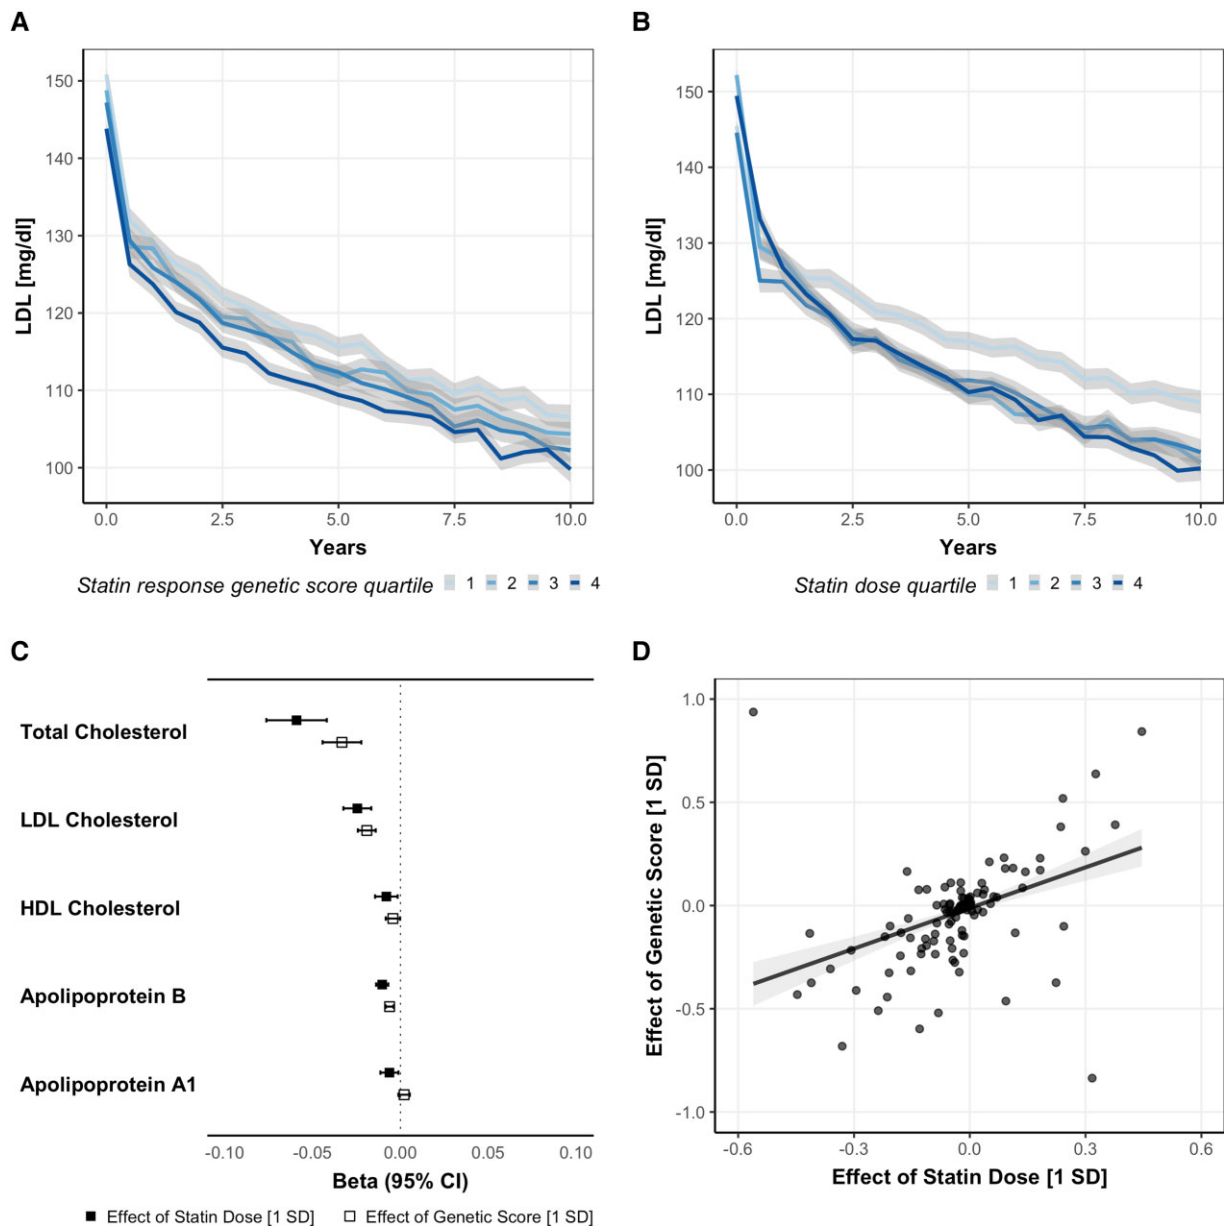 A
B
150
140
130
120
110
100
LDL [mg/dl]
0.0
2.5
5.0
7.5
10.0
Years
Statin response genetic score quartile 1 2 3 4
150
140
130
120
110
100
LDL [mg/dl]
0.0
2.5
5.0
7.5
10.0
Years
Statin dose quartile 1 2 3 4
C
Total Cholesterol
LDL Cholesterol
HDL Cholesterol
Apolipoprotein B
Apolipoprotein A1
-0.10
-0.05
0.00
0.05
0.10
Beta (95% CI)
Effect of Statin Dose [1 SD] Effect of Genetic Score [1 SD]
D
1.0
0.5
0.0
-0.5
-1.0
Effect of Genetic Score [1 SD]
-0.6
-0.3
0.0
0.3
0.6
Effect of Statin Dose [1 SD]